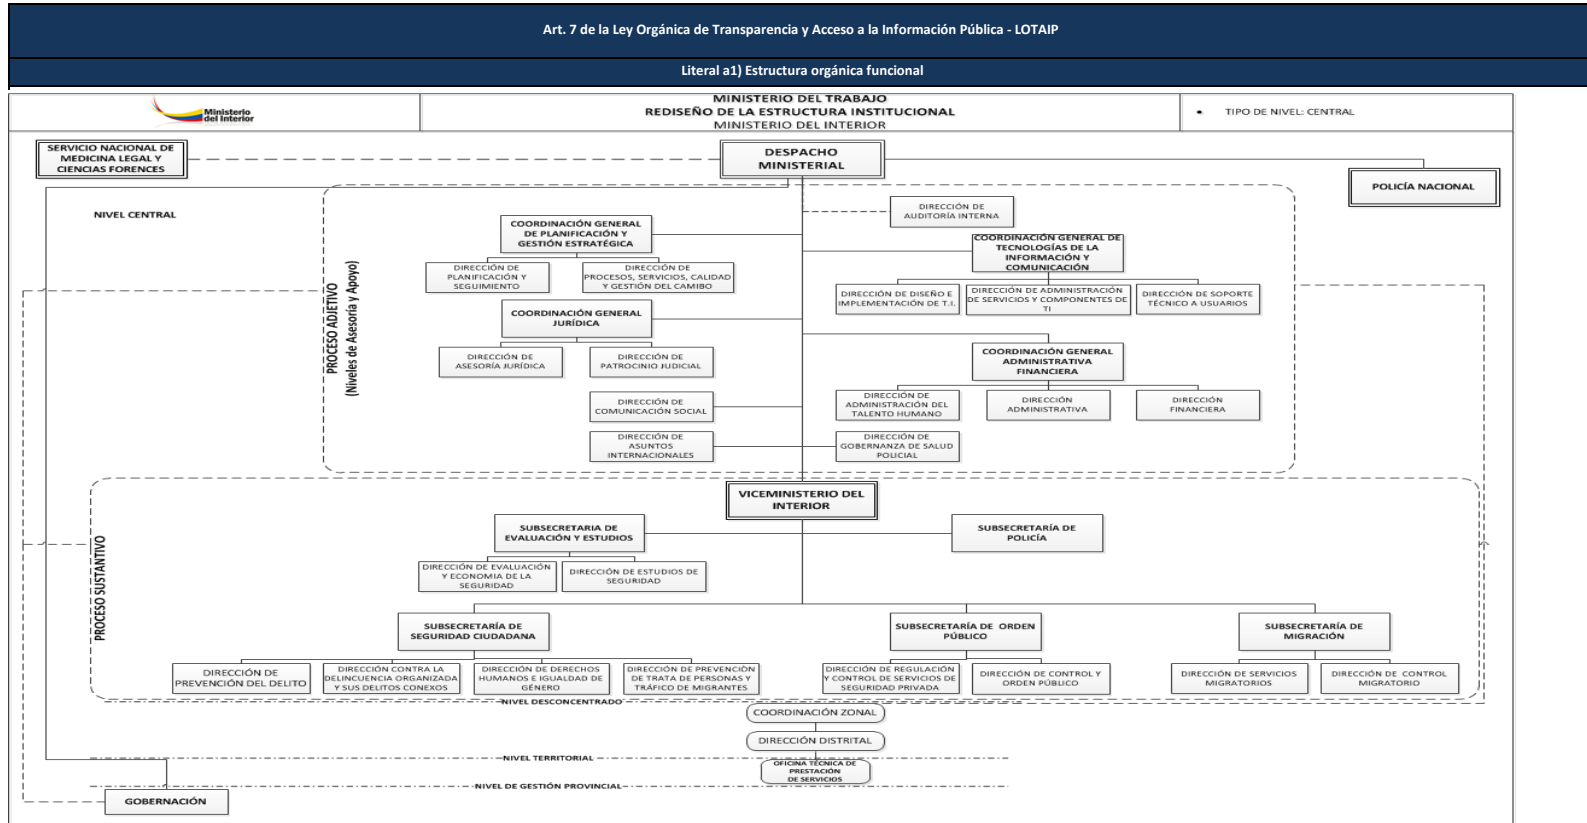 Art. 7 de la Ley Orgánica de Transparencia y Acceso a la Información Pública - LOTAIP
Literal a1) Estructura orgánica funcional
Ministerio
del Interior
MINISTERIO DEL TRABAJO
REDISEÑO DE LA ESTRUCTURA INSTITUCIONAL
MINISTERIO DEL INTERIOR
• TIPO DE NIVEL: CENTRAL
SERVICIO NACIONAL DE
MEDICINA LEGAL Y
CIENCIAS FORENCES
DESPACHO
MINISTERIAL
POLICÍA NACIONAL
NIVEL CENTRAL
PROCESO ADJETIVO
(Niveles de Asesoría y Apoyo)
DIRECCIÓN DE
AUDITORÍA INTERNA
COORDINACIÓN GENERAL
DE PLANIFICACIÓN Y
GESTIÓN ESTRATÉGICA
COORDINACIÓN GENERAL DE
TECNOLOGÍAS DE LA
INFORMACIÓN Y
COMUNICACIÓN
DIRECCIÓN DE
PLANIFICACIÓN Y
SEGUIMIENTO
DIRECCIÓN DE
PROCESOS, SERVICIOS, CALIDAD
Y GESTIÓN DEL CAMIBO
DIRECCIÓN DE DISEÑO E
IMPLEMENTACIÓN DE T.I.
DIRECCIÓN DE ADMINISTRACIÓN
DE SERVICIOS Y COMPONENTES DE
TI
DIRECCIÓN DE SOPORTE
TÉCNICO A USUARIOS
COORDINACIÓN GENERAL
JURÍDICA
DIRECCIÓN DE
ASESORÍA JURÍDICA
DIRECCIÓN DE
PATROCINIO JUDICIAL
COORDINACIÓN GENERAL
ADMINISTRATIVA
FINANCIERA
DIRECCIÓN DE
COMUNICACIÓN SOCIAL
DIRECCIÓN DE
ADMINISTRACIÓN DEL
TALENTO HUMANO
DIRECCIÓN
ADMINISTRATIVA
DIRECCIÓN
FINANCIERA
DIRECCIÓN DE
ASUNTOS
INTERNACIONALES
DIRECCIÓN DE
GOBERNANZA DE SALUD
POLICIAL
PROCESO SUSTANTIVO
VICEMINISTERIO DEL
INTERIOR
SUBSECRETARIA DE
EVALUACIÓN Y ESTUDIOS
SUBSECRETARÍA DE
POLICÍA
DIRECCIÓN DE EVALUACIÓN
Y ECONOMIA DE LA
SEGURIDAD
DIRECCIÓN DE ESTUDIOS DE
SEGURIDAD
SUBSECRETARÍA DE
SEGURIDAD CIUDADANA
SUBSECRETARÍA DE ORDEN
PÚBLICO
SUBSECRETARÍA DE
MIGRACIÓN
DIRECCIÓN DE
PREVENCIÓN DEL DELITO
DIRECCIÓN CONTRA LA
DELINCUENCIA ORGANIZADA
Y SUS DELITOS CONEXOS
DIRECCIÓN DE DERECHOS
HUMANOS E IGUALDAD DE
GÉNERO
DIRECCIÓN DE PREVENCIÓN
DE TRATA DE PERSONAS Y
TRÁFICO DE MIGRANTES
DIRECCIÓN DE REGULACIÓN
Y CONTROL DE SERVICIOS DE
SEGURIDAD PRIVADA
DIRECCIÓN DE CONTROL Y
ORDEN PÚBLICO
DIRECCIÓN DE SERVICIOS
MIGRATORIOS
DIRECCIÓN DE CONTROL
MIGRATORIO
NIVEL DESCONCENTRADO
COORDINACIÓN ZONAL
DIRECCIÓN DISTRITAL
NIVEL TERRITORIAL
OFICINA TÉCNICA DE
PRESTACIÓN
DE SERVICIOS
NIVEL DE GESTIÓN PROVINCIAL
GOBERNACIÓN